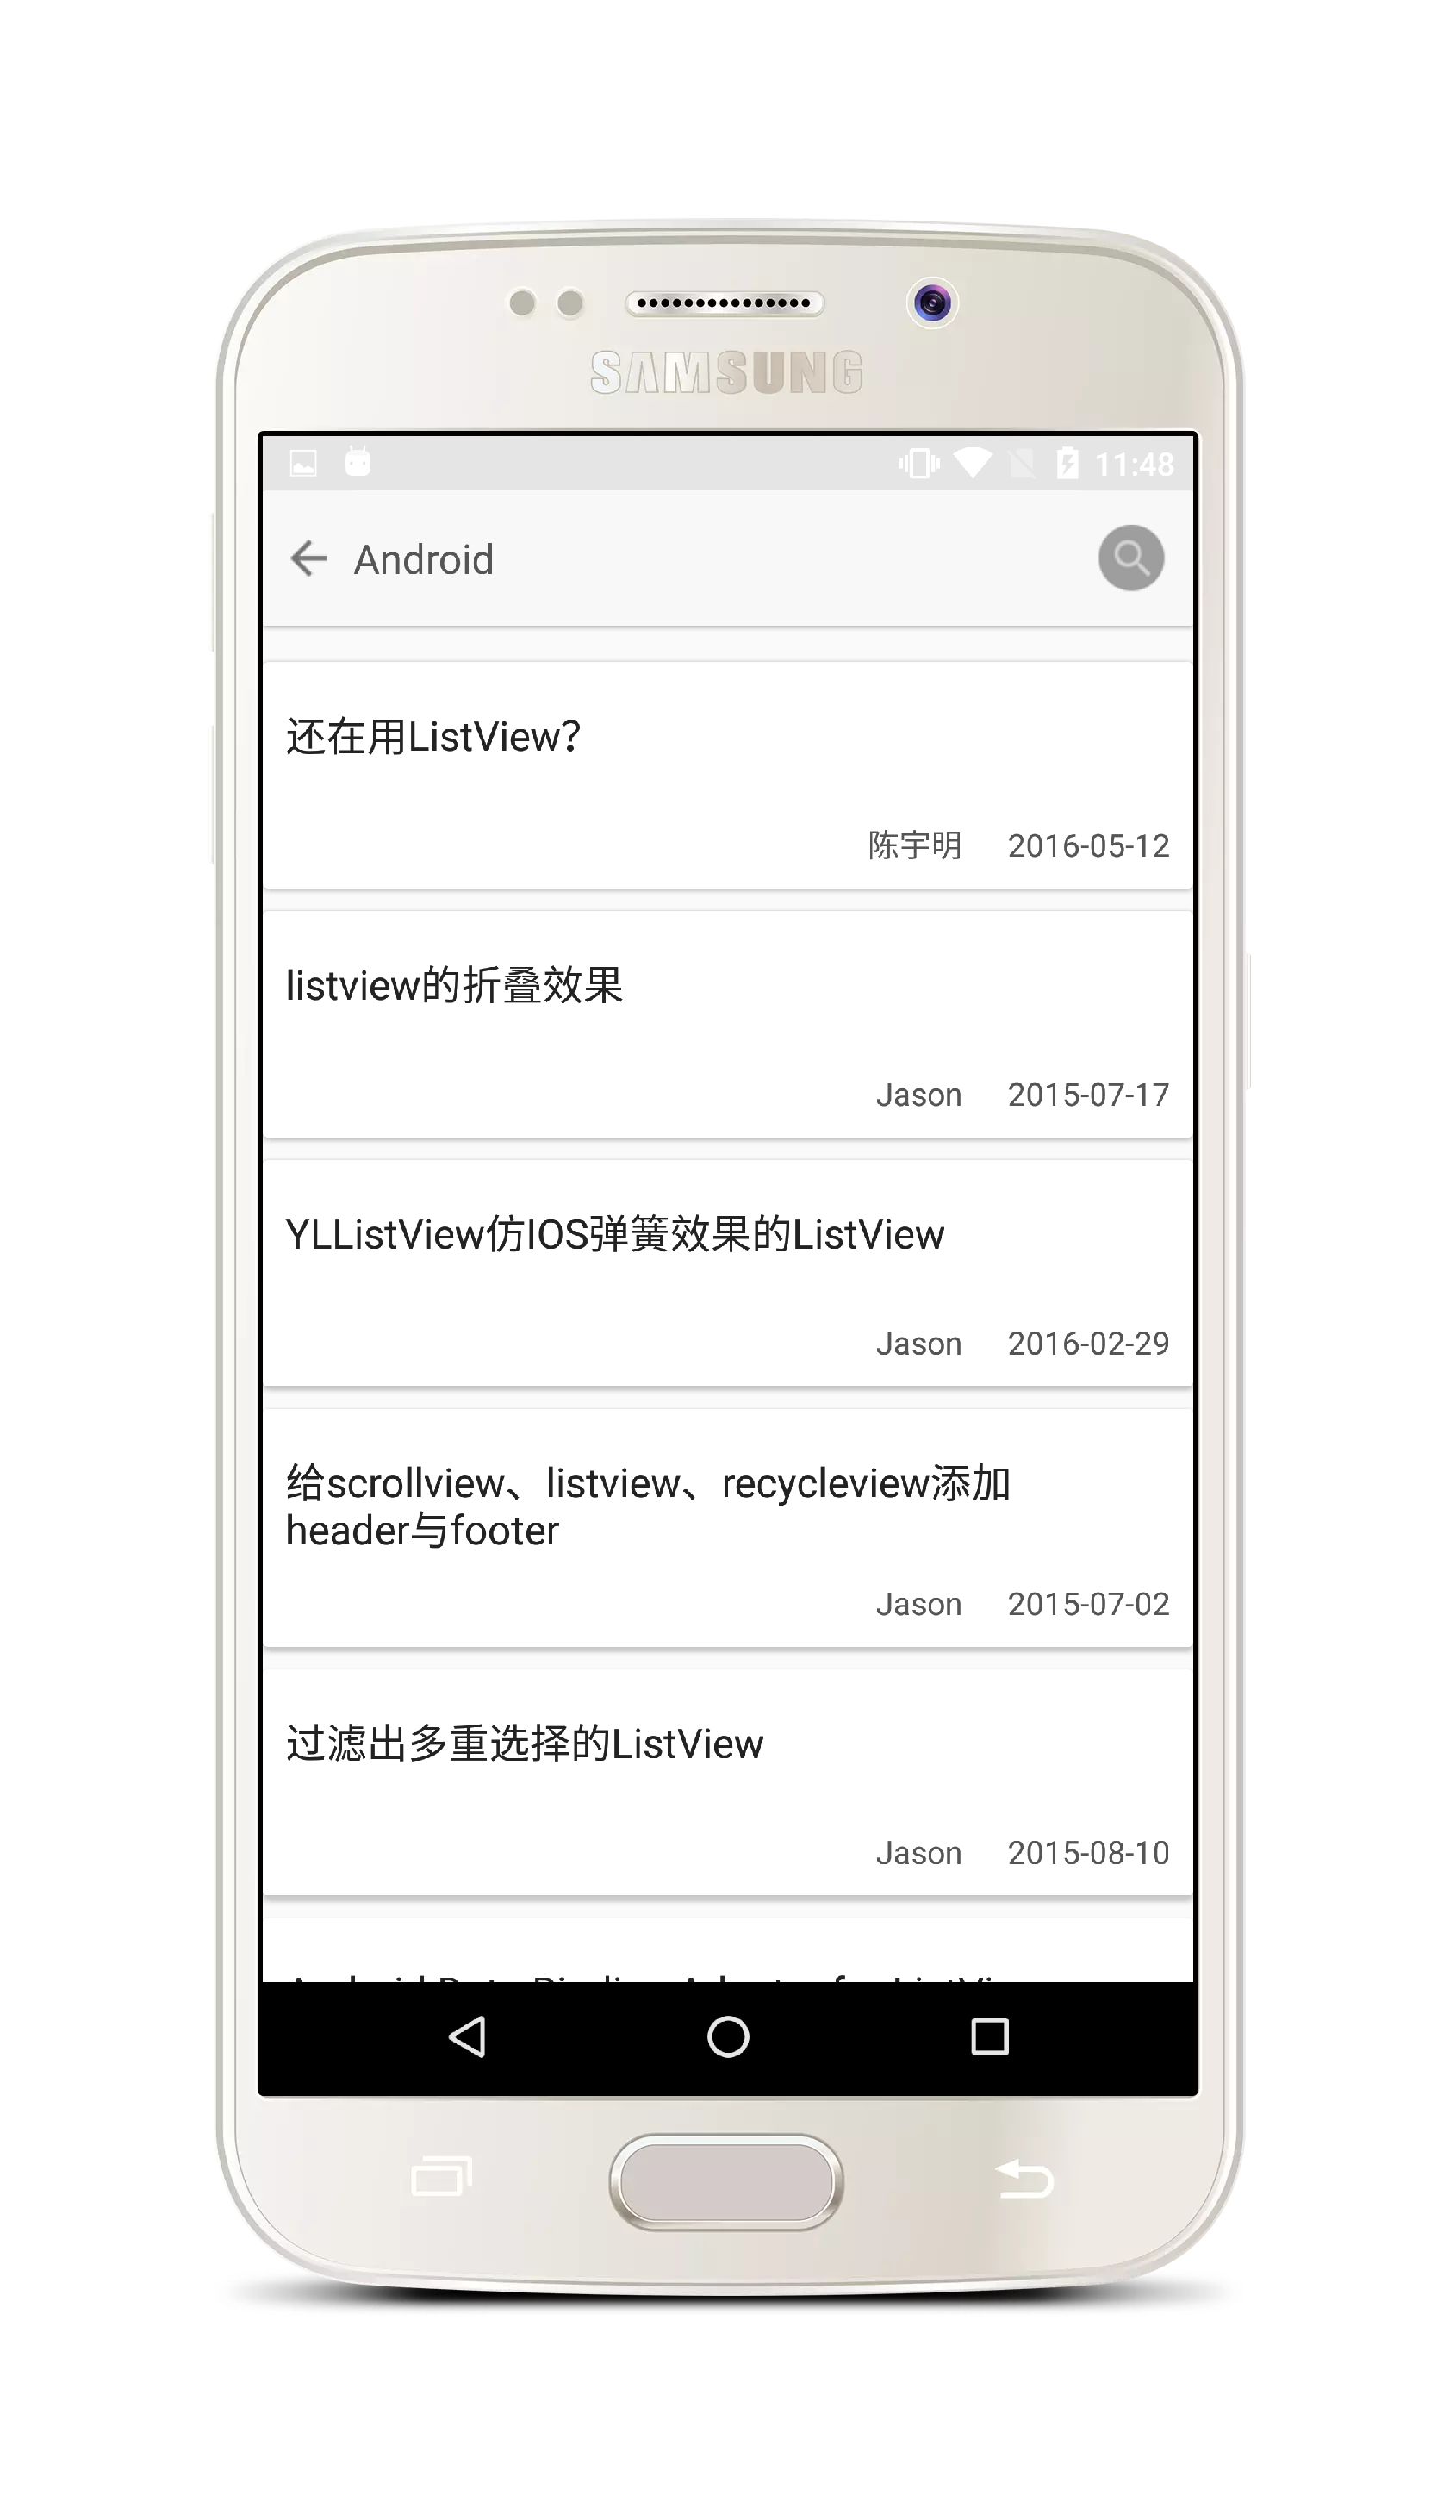 SAMSUNG
11:48
Android
还在用ListView？
陈宇明 2016-05-12
listview的折叠效果
Jason 2015-07-17
YLListView仿IOS弹簧效果的ListView
Jason 2016-02-29
给scrollview、listview、recycleview添加
header与footer
Jason 2015-07-02
过滤出多重选择的ListView
Jason 2015-08-10